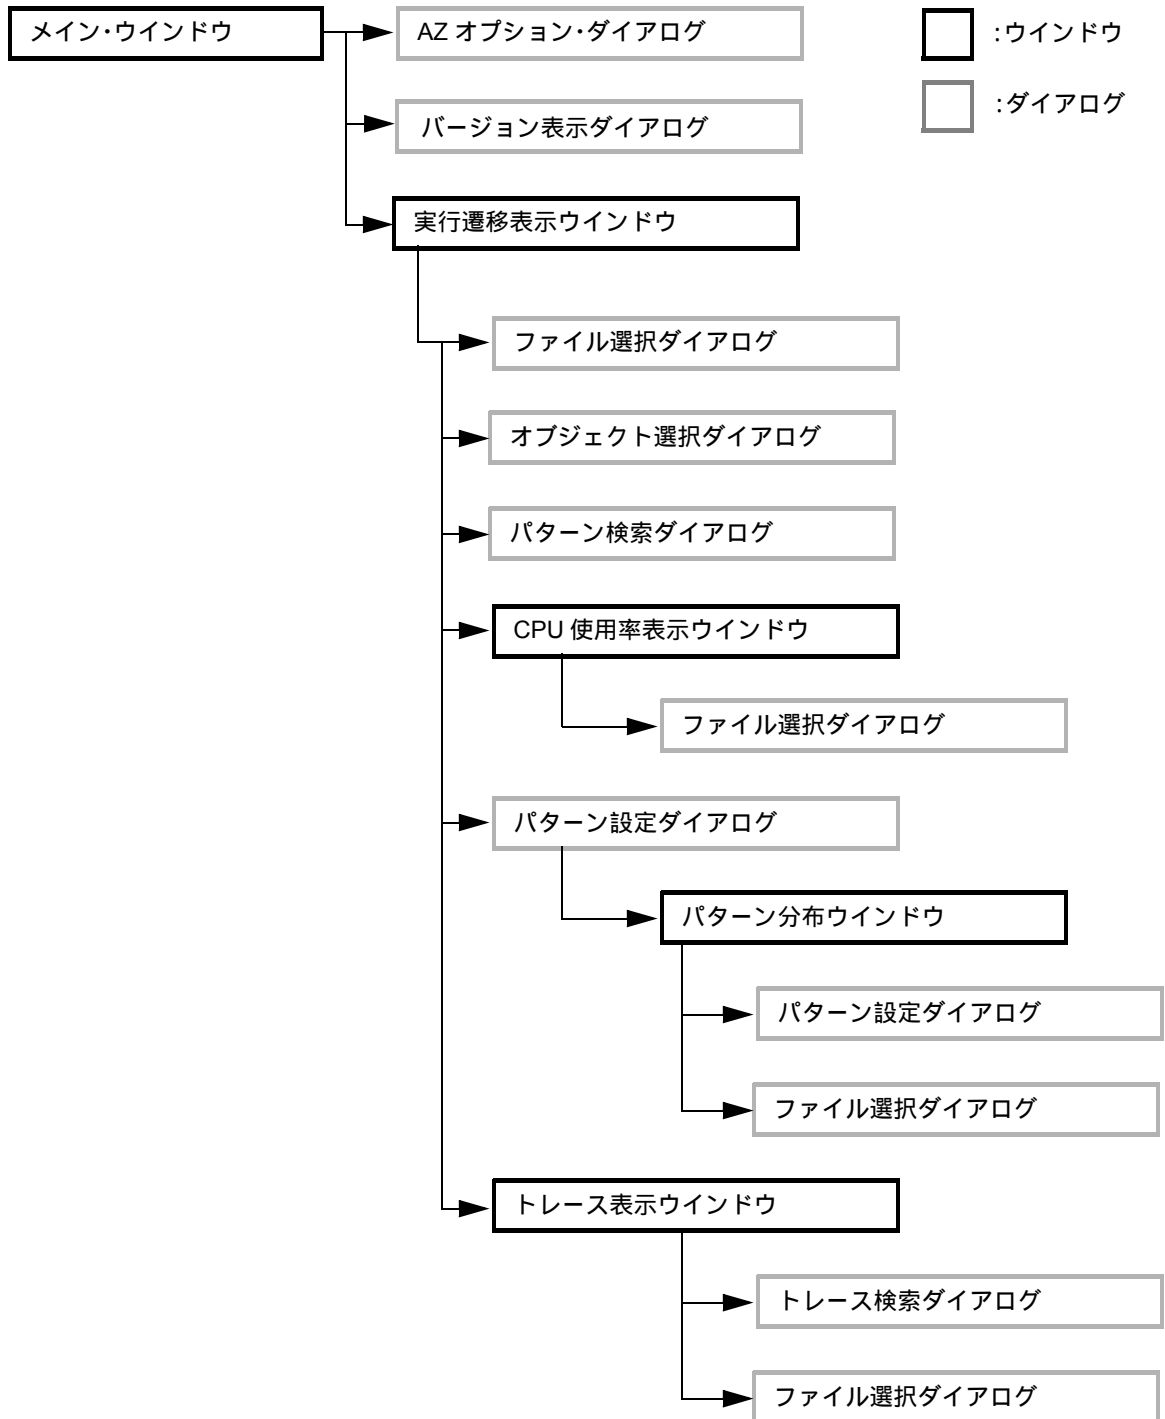 メイン･ウインドウ
AZ オプション･ダイアログ
:ウインドウ
:ダイアログ
バージョン表示ダイアログ
実行遷移表示ウインドウ
ファイル選択ダイアログ
オブジェクト選択ダイアログ
パターン検索ダイアログ
CPU 使用率表示ウインドウ
ファイル選択ダイアログ
パターン設定ダイアログ
パターン分布ウインドウ
パターン設定ダイアログ
ファイル選択ダイアログ
トレース表示ウインドウ
トレース検索ダイアログ
ファイル選択ダイアログ